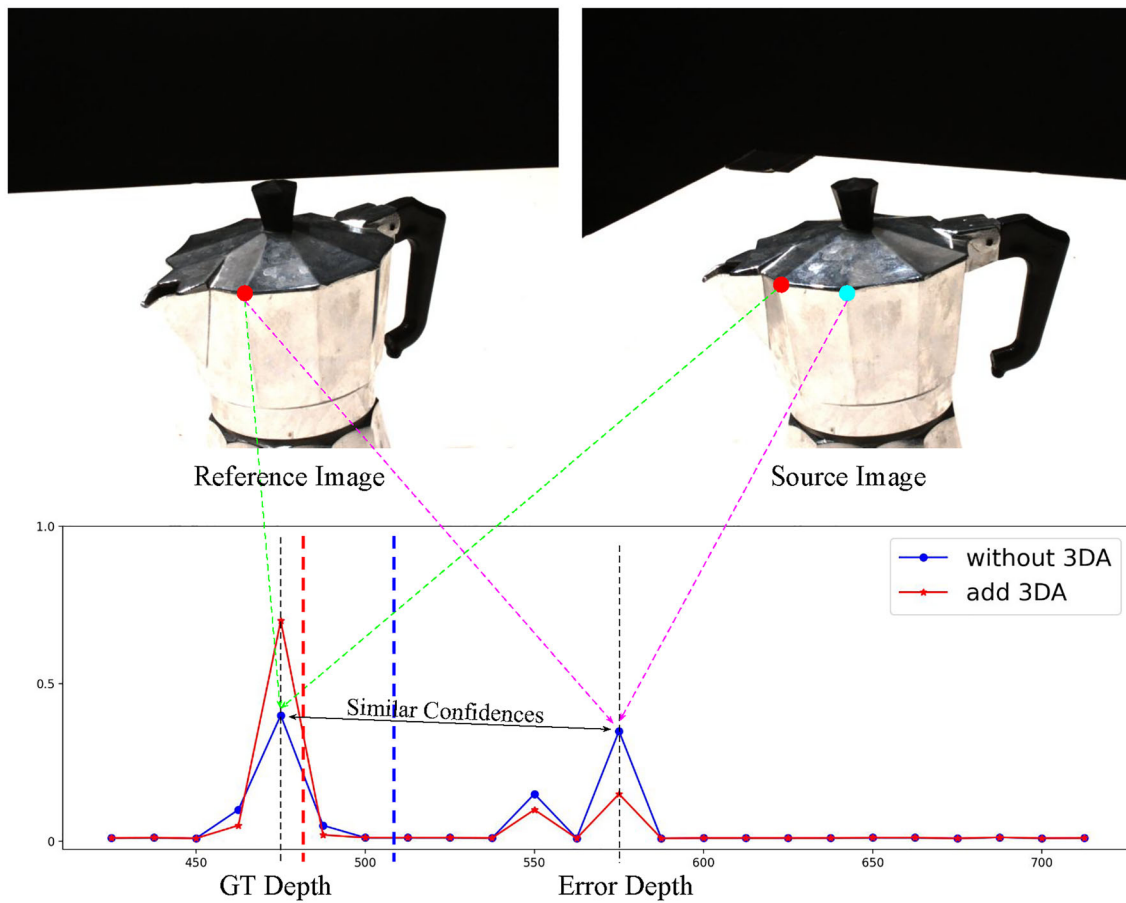 Reference Image
Source Image
1.0
without 3DA
add 3DA
0.5
Similar Confidences
0
450
500
550
600
650
700
GT Depth
Error Depth